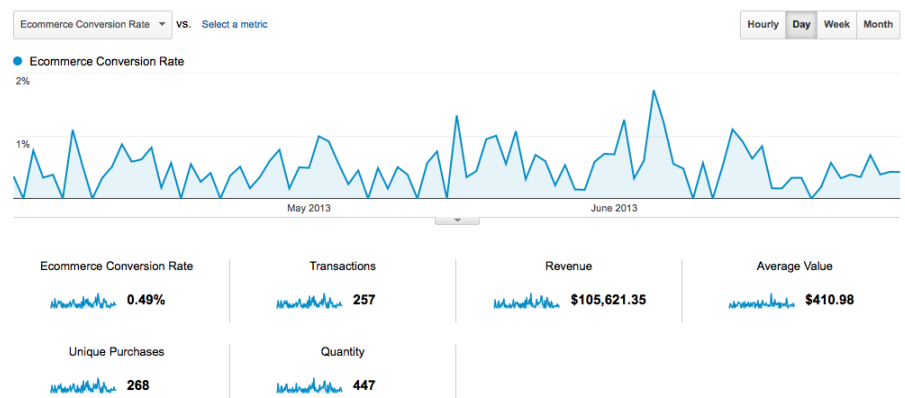 Ecommerce Conversion Rate vs. Select a metric Hourly Day Week Month
Ecommerce Conversion Rate
2%
1%
May 2013 June 2013
Ecommerce Conversion Rate Transactions Revenue Average Value
0.49% 257 $105,621.35 $410.98
Unique Purchases Quantity
268 447